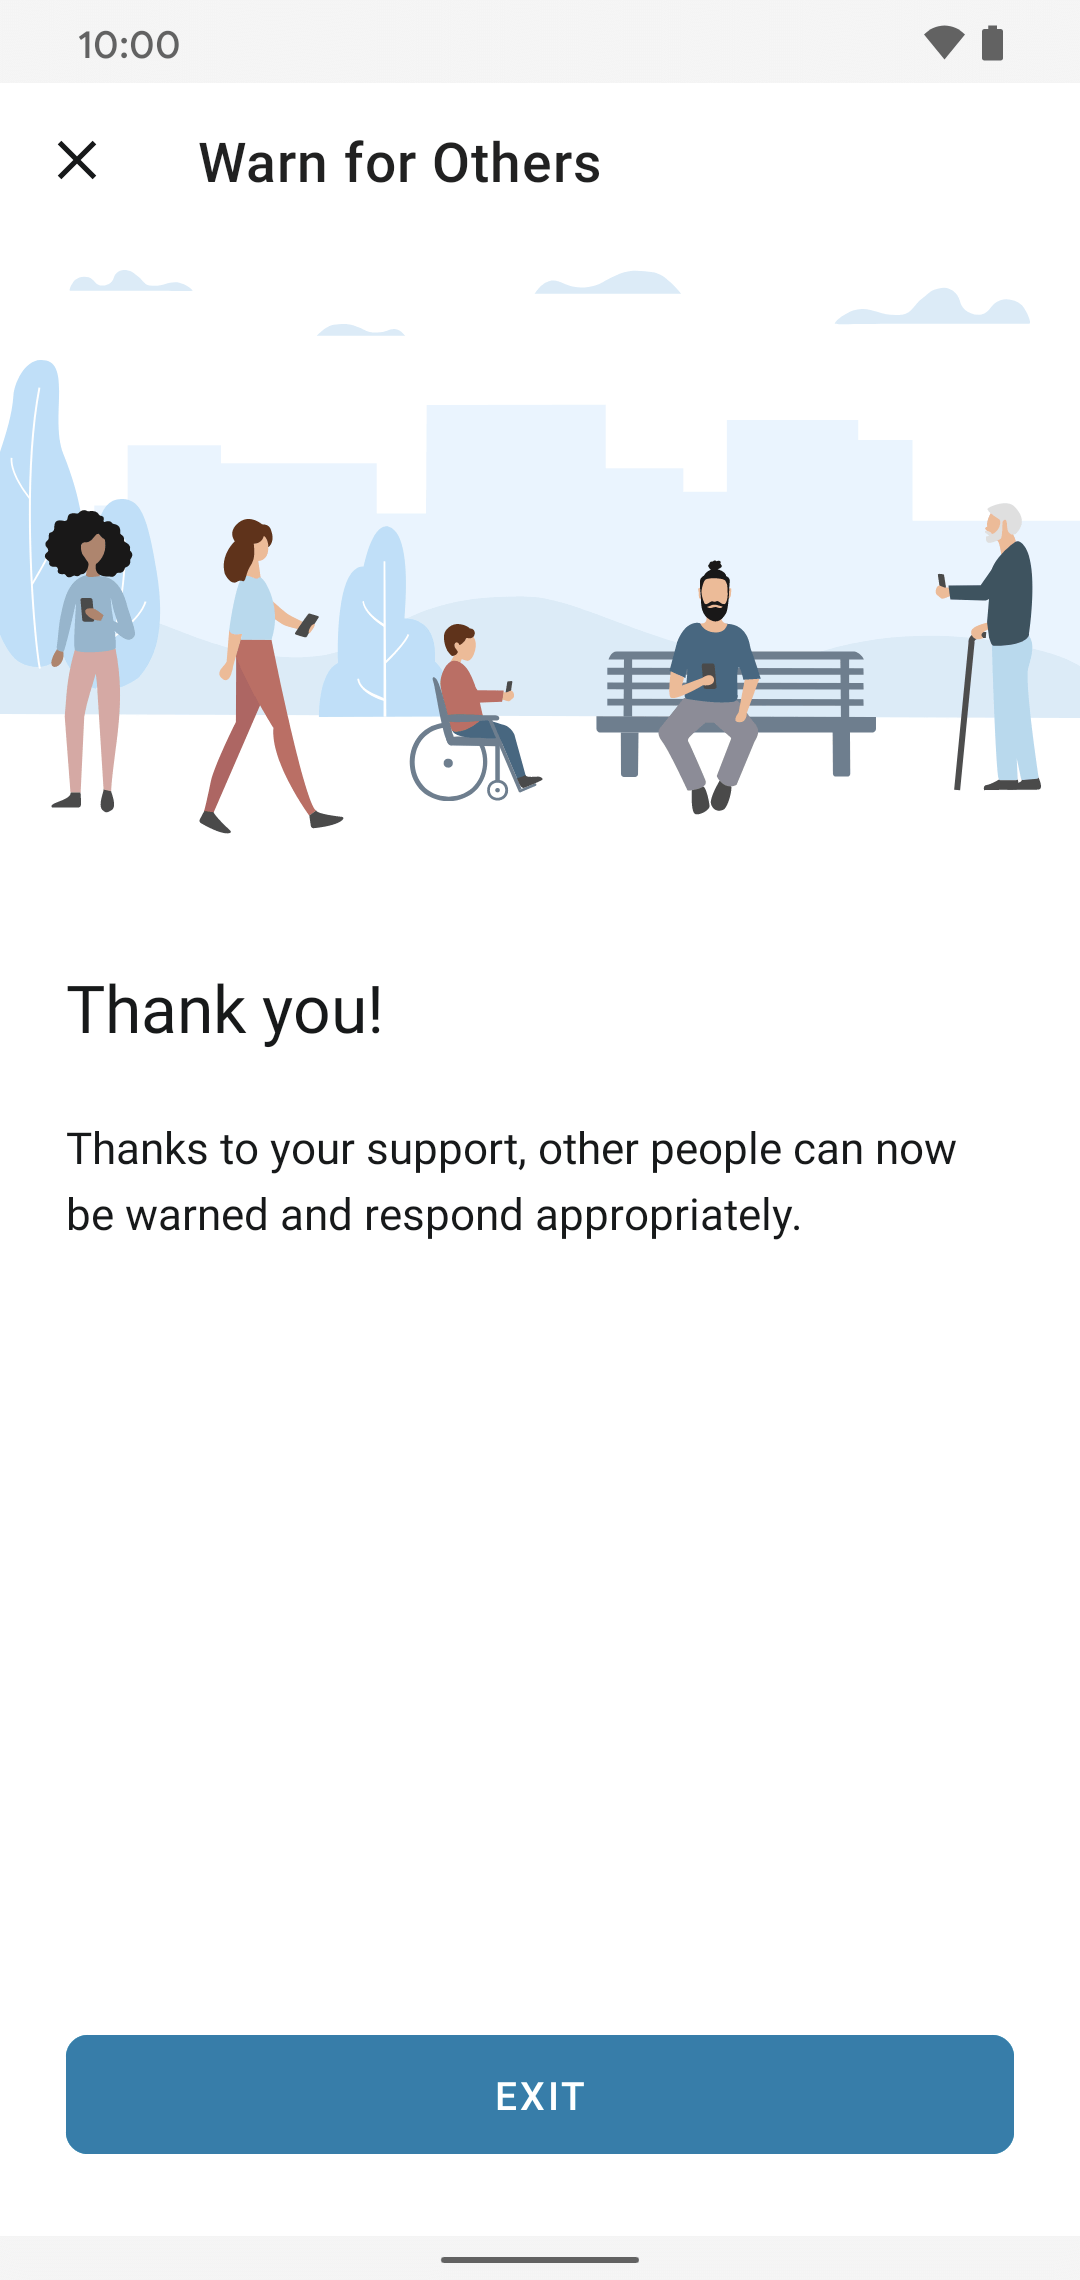 10:00
Warn for Others
Thank you!
Thanks to your support, other people can now
be warned and respond appropriately.
EXIT